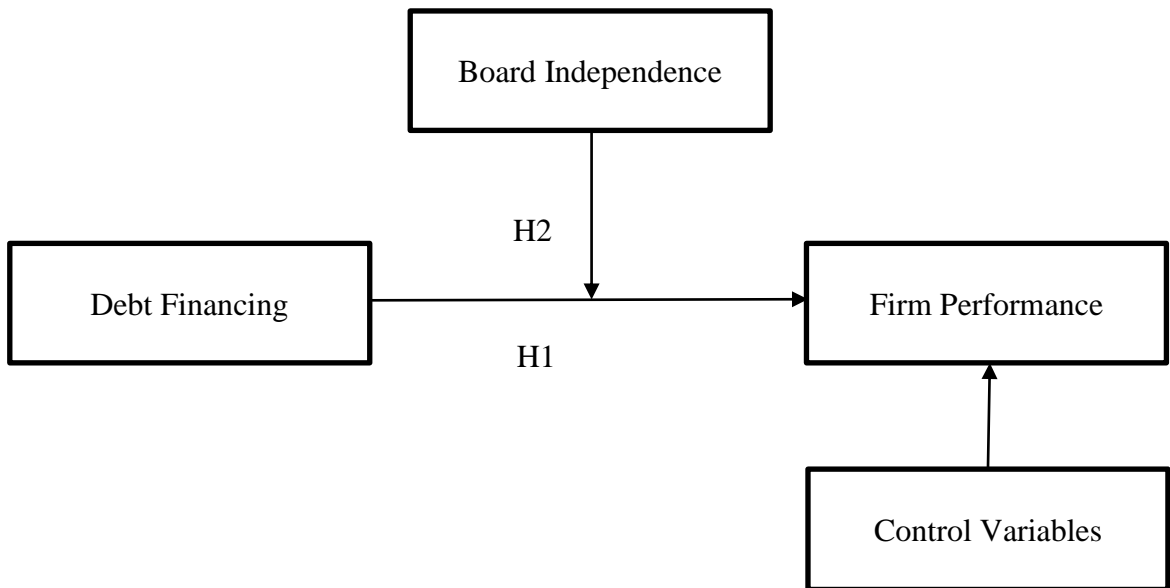 Board Independence
H2
Debt Financing
Firm Performance
H1
Control Variables